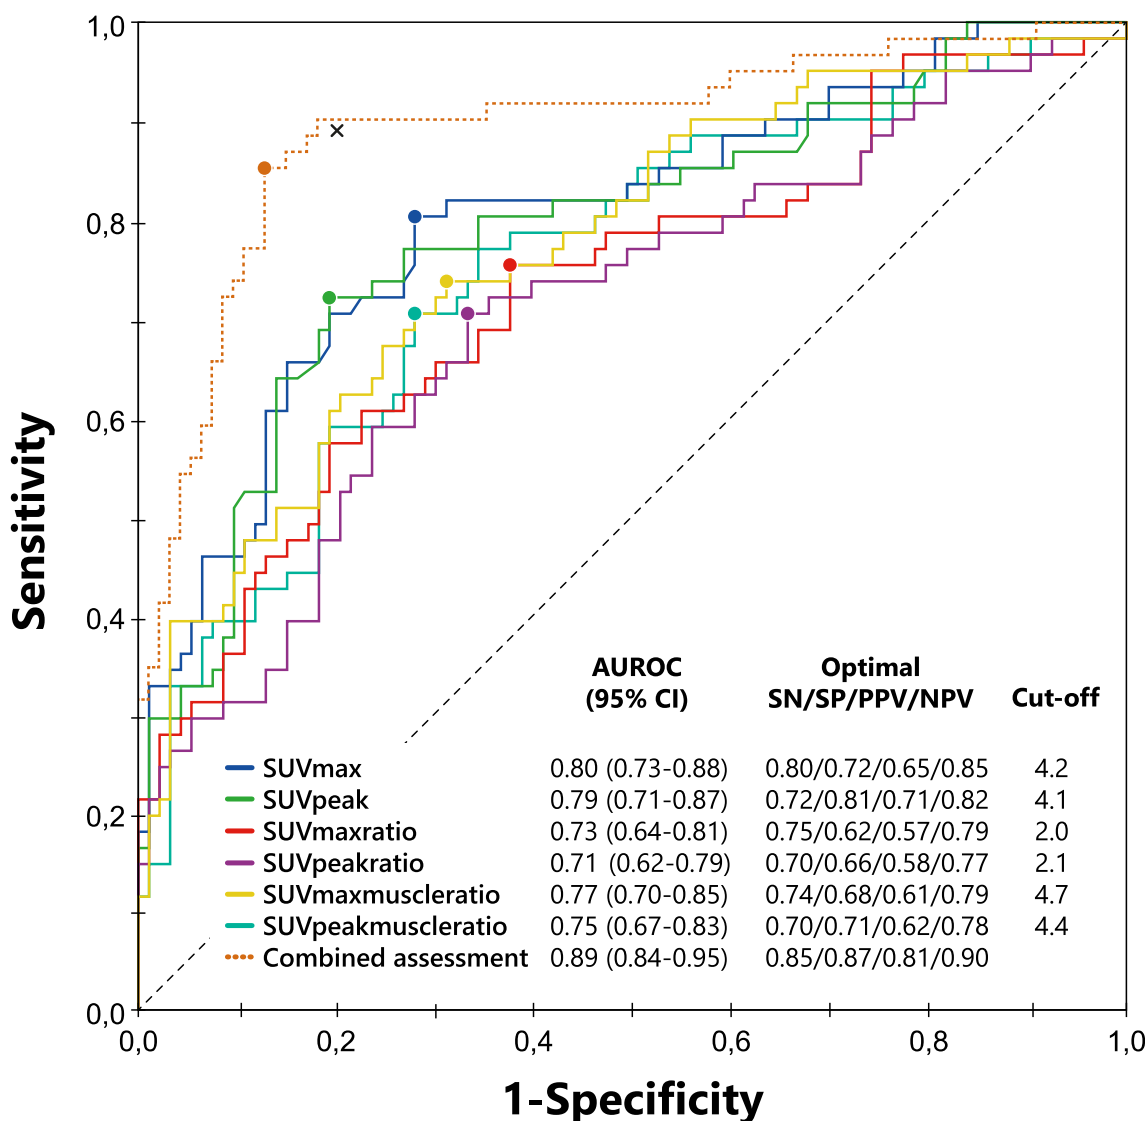 1,0
0,8
0,6
0,4
0,2
0,0
Sensitivity
AUROC Optimal
(95% CI) SN/SP/PPV/NPV Cut-off
SUVmax 0.80 (0.73-0.88) 0.80/0.72/0.65/0.85 4.2
SUVpeak 0.79 (0.71-0.87) 0.72/0.81/0.71/0.82 4.1
SUVmaxratio 0.73 (0.64-0.81) 0.75/0.62/0.57/0.79 2.0
SUVpeakratio 0.71 (0.62-0.79) 0.70/0.66/0.58/0.77 2.1
SUVmaxmuscleratio 0.77 (0.70-0.85) 0.74/0.68/0.61/0.79 4.7
SUVpeakmuscleratio 0.75 (0.67-0.83) 0.70/0.71/0.62/0.78 4.4
Combined assessment 0.89 (0.84-0.95) 0.85/0.87/0.81/0.90
0,0 0,2 0,4 0,6 0,8 1,0
1-Specificity